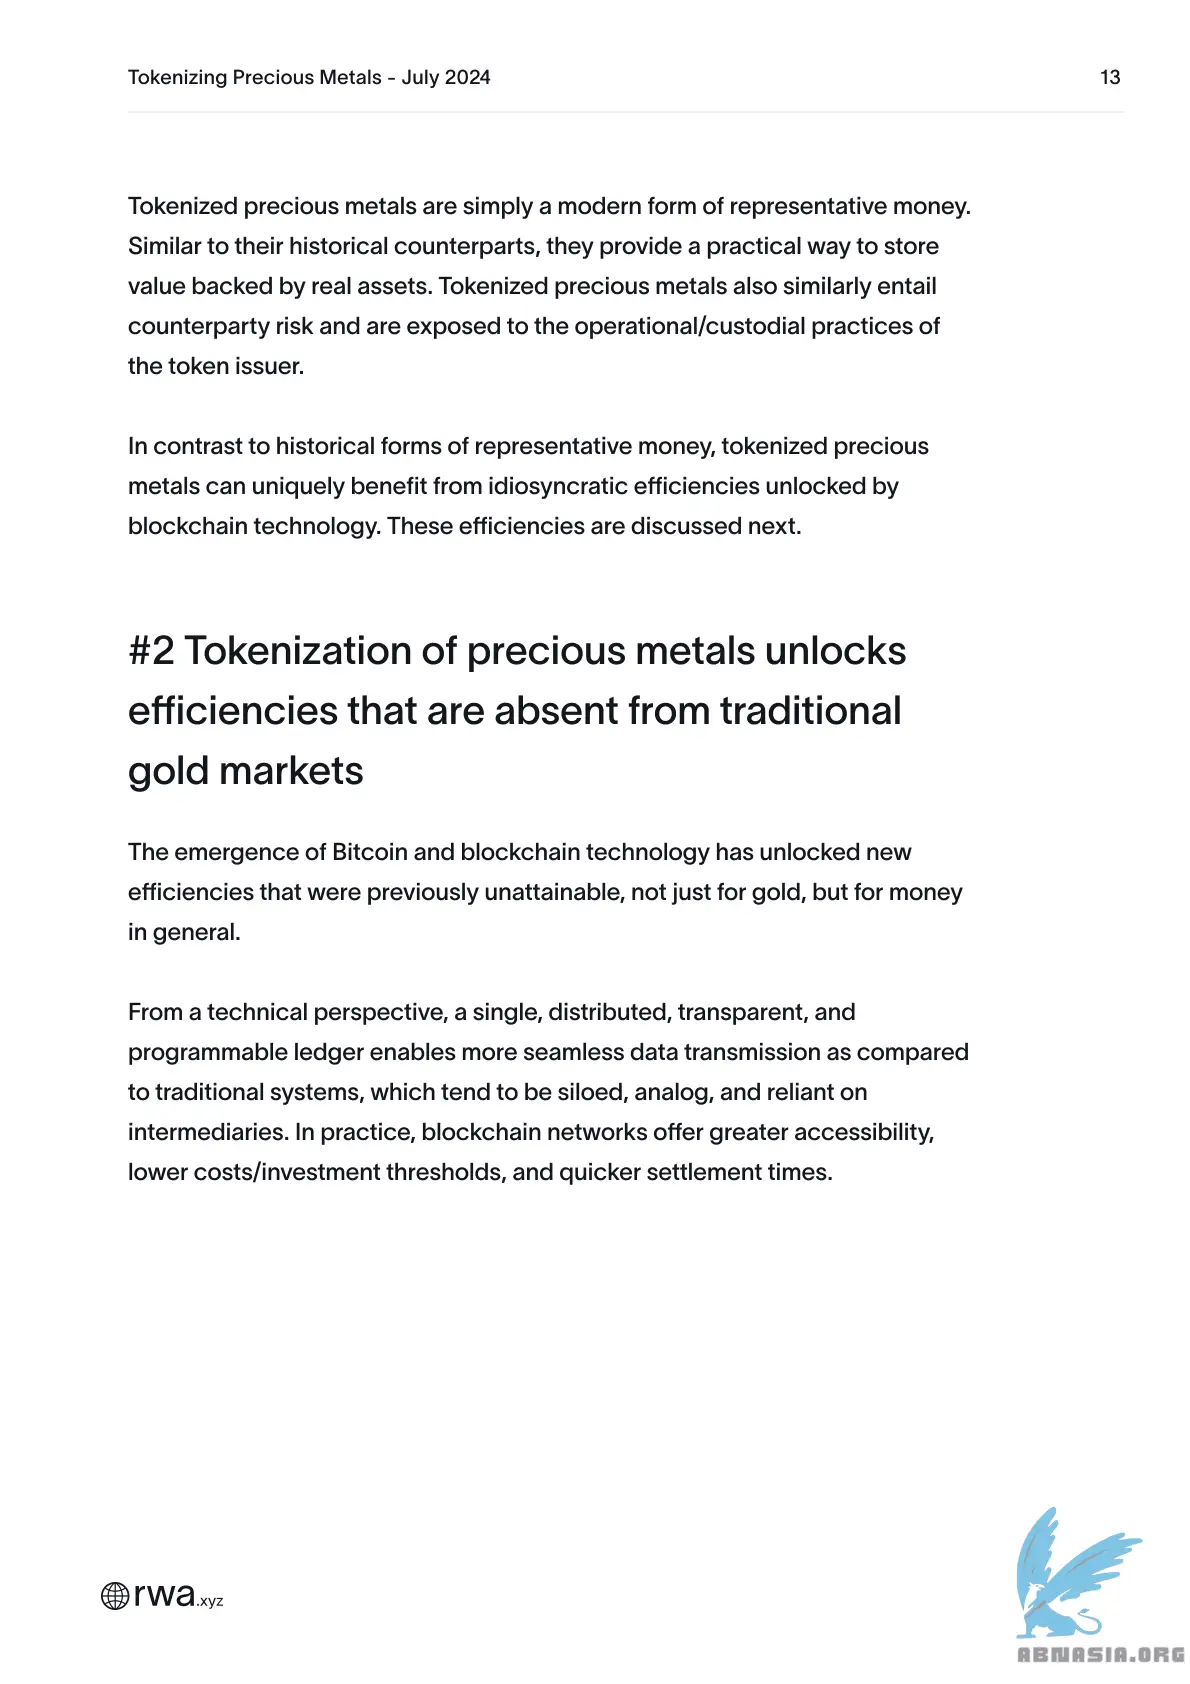 Tokenizing Precious Metals - July 2024
13
Tokenized precious metals are simply a modern form of representative money.
Similar to their historical counterparts, they provide a practical way to store
value backed by real assets. Tokenized precious metals also similarly entail
counterparty risk and are exposed to the operational/custodial practices of
the token issuer.
In contrast to historical forms of representative money, tokenized precious
metals can uniquely benefit from idiosyncratic efficiencies unlocked by
blockchain technology. These efficiencies are discussed next.
#2 Tokenization of precious metals unlocks
efficiencies that are absent from traditional
gold markets
The emergence of Bitcoin and blockchain technology has unlocked new
efficiencies that were previously unattainable, not just for gold, but for money
in general.
From a technical perspective, a single, distributed, transparent, and
programmable ledger enables more seamless data transmission as compared
to traditional systems, which tend to be siloed, analog, and reliant on
intermediaries. In practice, blockchain networks offer greater accessibility,
lower costs/investment thresholds, and quicker settlement times.
rwa.xyz
ABNASIA.ORG